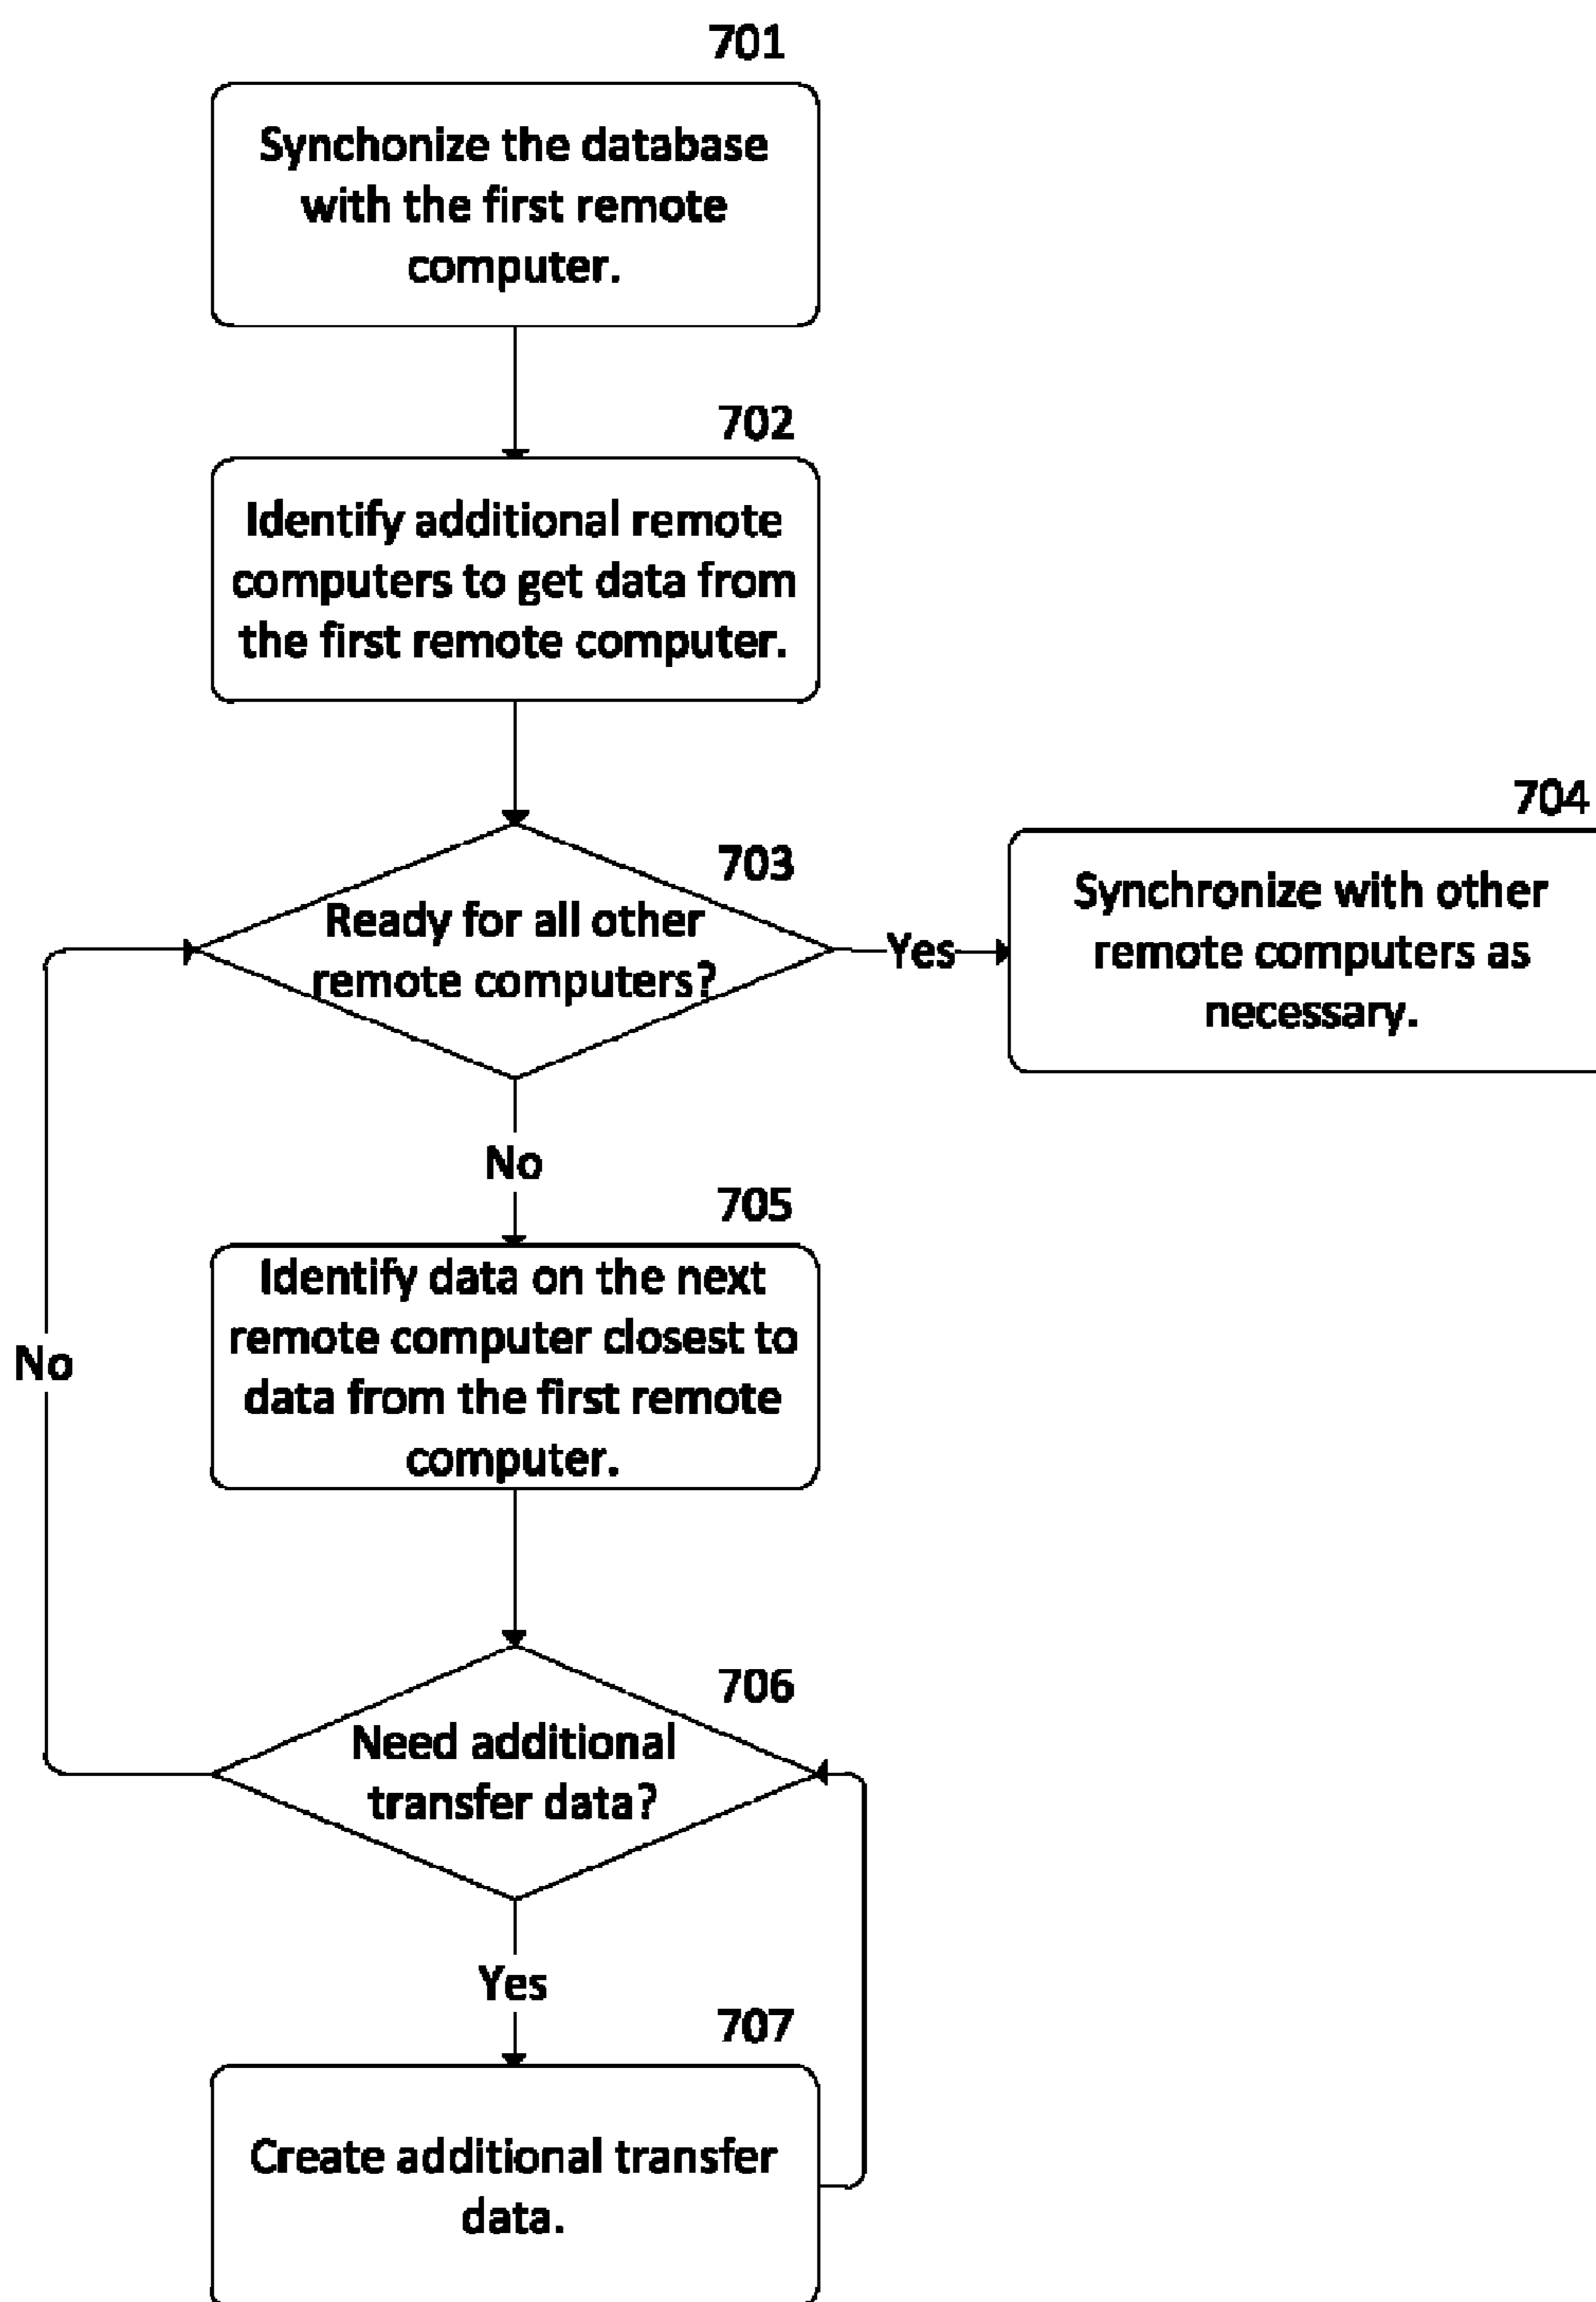 701
Synchonize the database
with the first remote
computer.
702
Identify additional remote
computers to get data from
the first remote computer.
703
Ready for all other
remote computers?
Yes
704
Synchronize with other
remote computers as
necessary.
No
705
Identify data on the next
remote computer closest to
data from the first remote
computer.
No
706
Need additional
transfer data?
Yes
707
Create additional transfer
data.